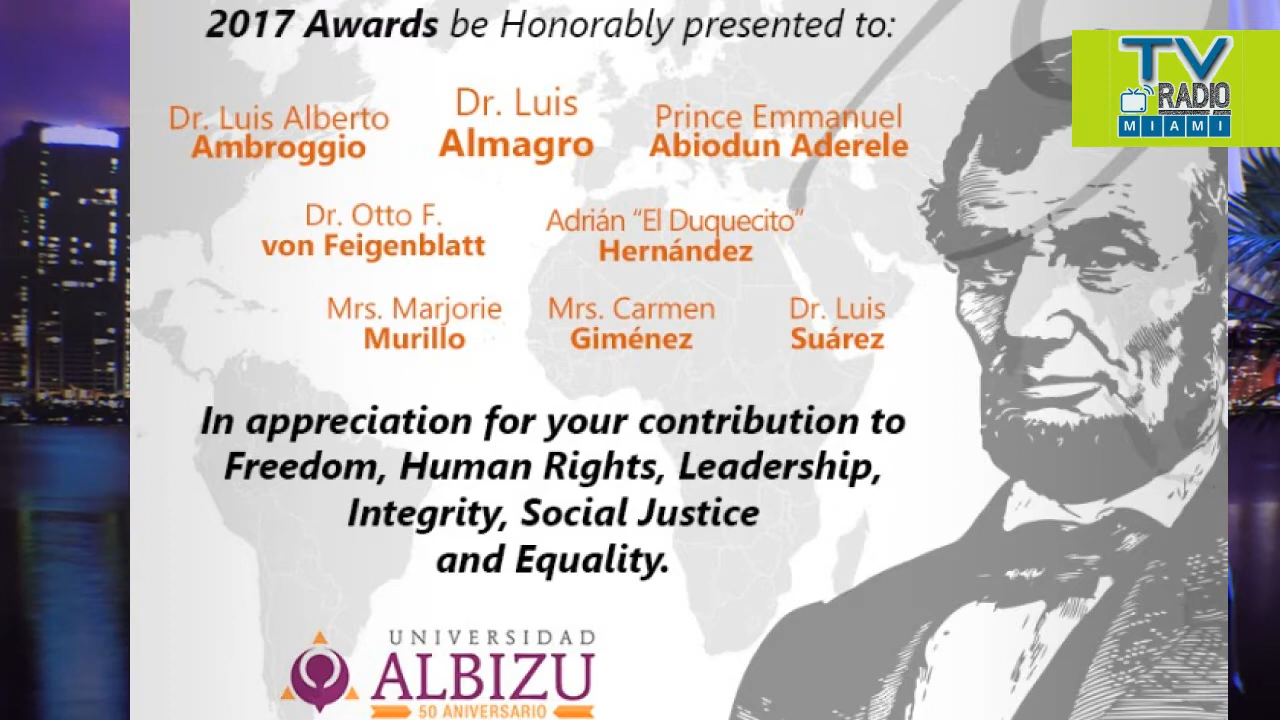 2017 Awards be Honorably presented to:
TV
RADIO
MIAMI
Dr. Luis Alberto
Ambroggio
Dr. Luis
Almagro
Prince Emmanuel
Abiodun Aderele
Dr. Otto F.
von Feigenblatt
Adrián “El Duquecito”
Hernández
Mrs. Marjorie
Murillo
Mrs. Carmen
Giménez
Dr. Luis
Suárez
In appreciation for your contribution to
Freedom, Human Rights, Leadership,
Integrity, Social Justice
and Equality.
UNIVERSIDAD
ALBIZU
50 ANIVERSARIO